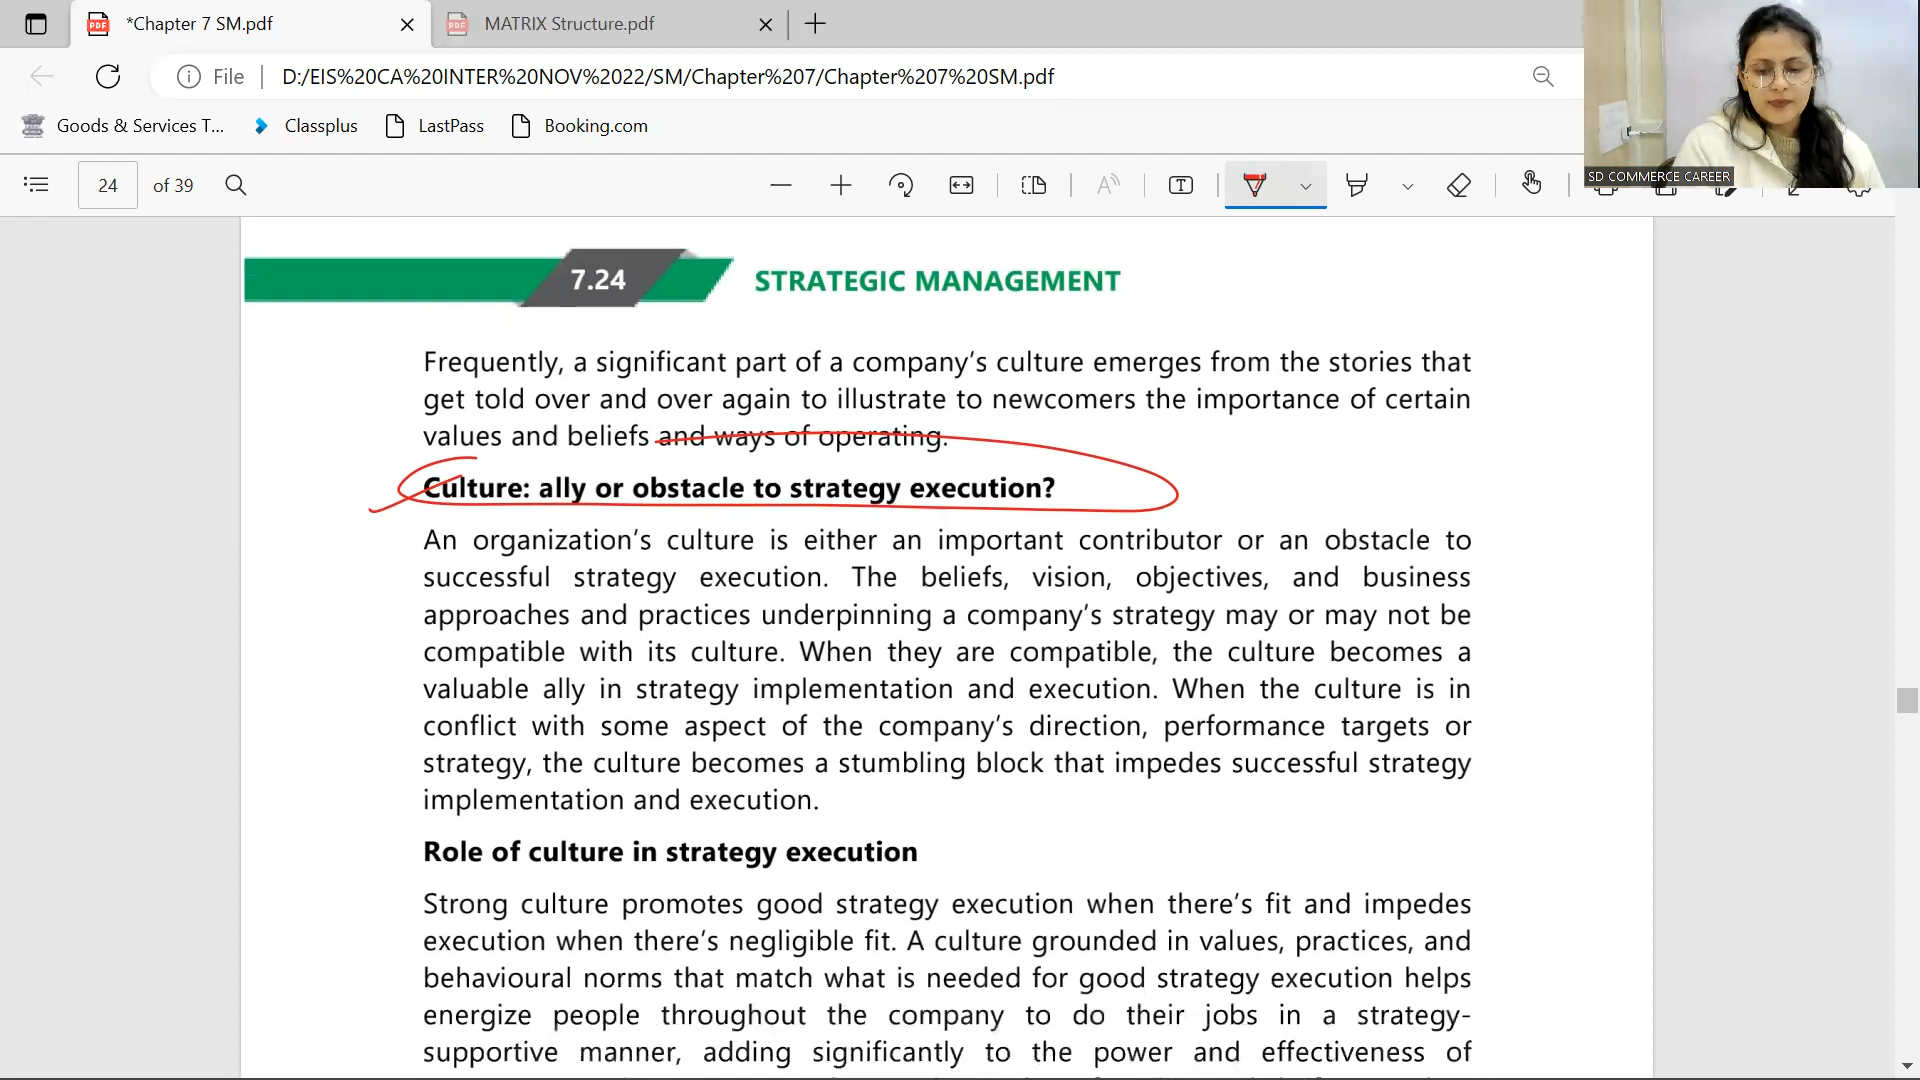 *Chapter 7 SM.pdf
MATRIX Structure.pdf
File
D:/EIS%20CA%20INTER%20NOV%2022/SM/Chapter%207/Chapter%207%20SM.pdf
Goods & Services T...
Classplus
LastPass
Booking.com
SD COMMERCE CAREER
24
of 39
7.24
STRATEGIC MANAGEMENT
Frequently, a significant part of a company's culture emerges from the stories that
get told over and over again to illustrate to newcomers the importance of certain
values and beliefs and ways of operating.
Culture: ally or obstacle to strategy execution?
An organization's culture is either an important contributor or an obstacle to
successful strategy execution. The beliefs, vision, objectives, and business
approaches and practices underpinning a company's strategy may or may not be
compatible with its culture. When they are compatible, the culture becomes a
valuable ally in strategy implementation and execution. When the culture is in
conflict with some aspect of the company's direction, performance targets or
strategy, the culture becomes a stumbling block that impedes successful strategy
implementation and execution.
Role of culture in strategy execution
Strong culture promotes good strategy execution when there's fit and impedes
execution when there's negligible fit. A culture grounded in values, practices, and
behavioural norms that match what is needed for good strategy execution helps
energize people throughout the company to do their jobs in a strategy-
supportive manner, adding significantly to the power and effectiveness of